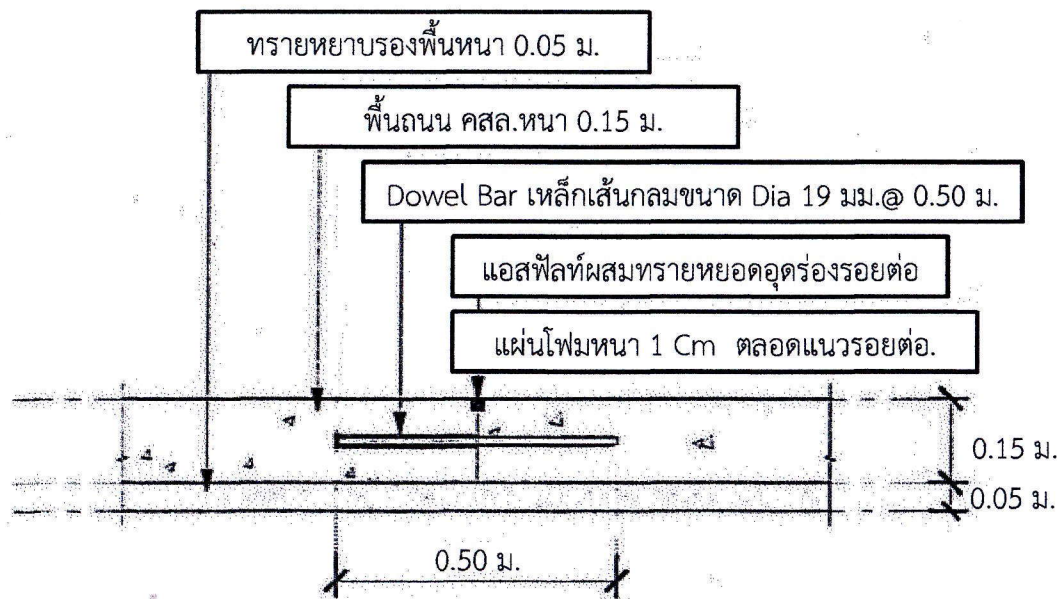 ทรายหยาบรองพื้นหนา 0.05 ม.
พื้นถนน คสล.หนา 0.15 ม.
Dowel Bar เหล็กเส้นกลมขนาด Dia 19 มม.@ 0.50 ม.
แอสฟัลท์ผสมทรายหยอดอุดร่องรอยต่อ
แผ่นโฟมหนา 1 Cm ตลอดแนวรอยต่อ.
0.15 ม.
0.05 ม.
0.50 ม.